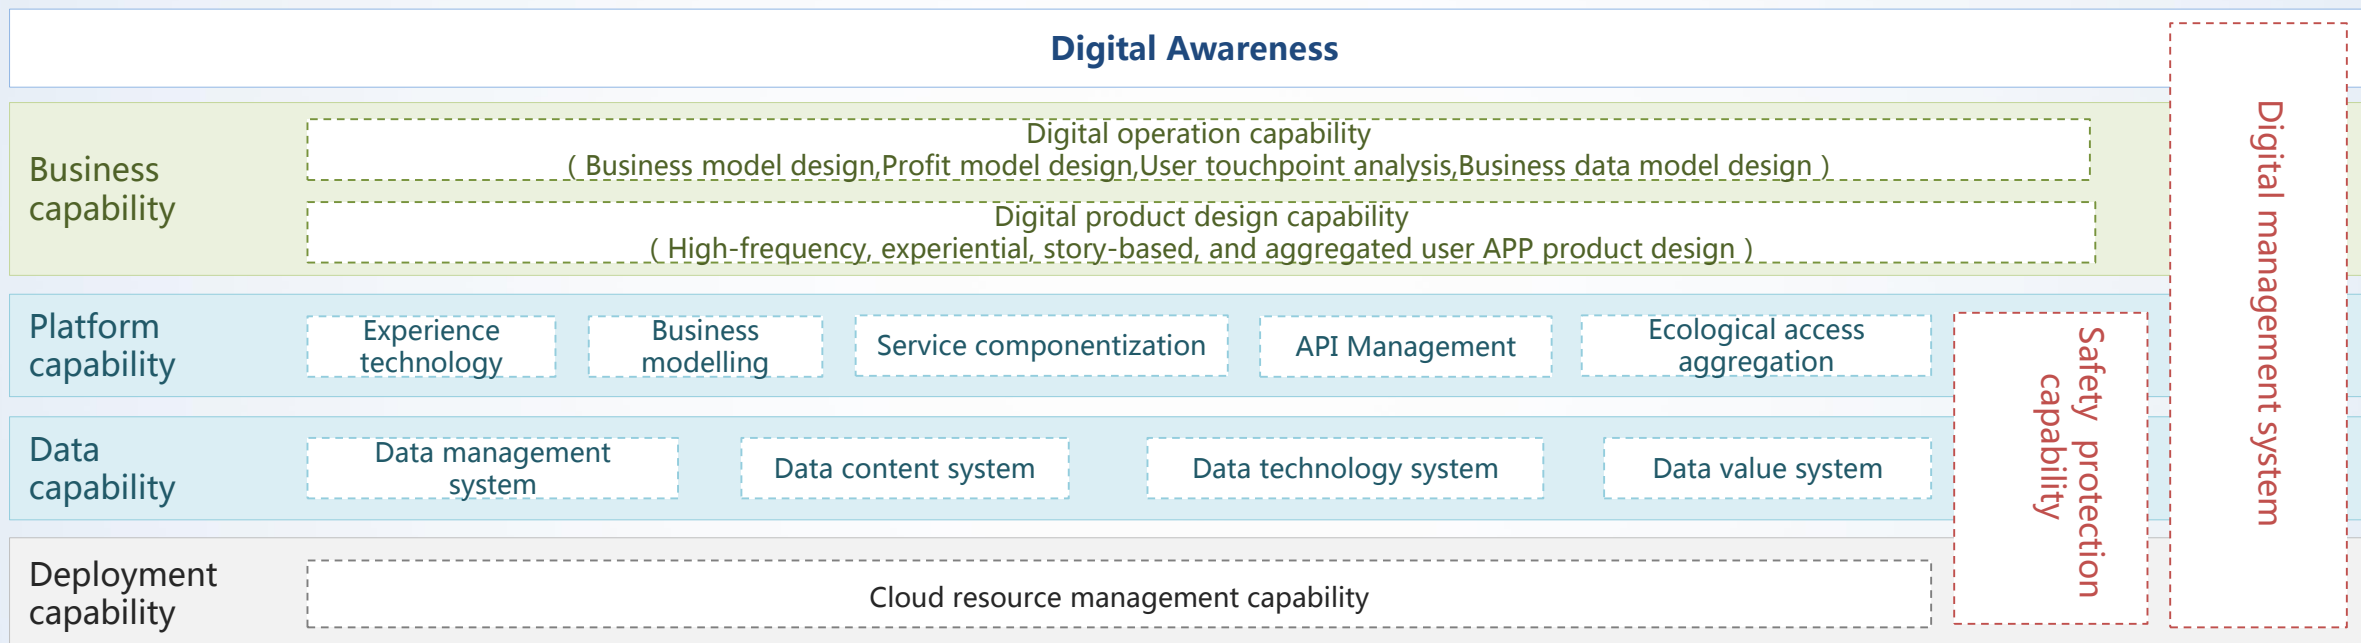 Digital Awareness
Business
capability
Digital operation capability
( Business model design,Profit model design,User touchpoint analysis,Business data model design )
Digital product design capability
( High-frequency, experiential, story-based, and aggregated user APP product design )
Platform
capability
Experience
technology
Business
modelling
Service componentization
API Management
Ecological access
aggregation
Data
capability
Data management
system
Data content system
Data technology system
Data value system
Deployment
capability
Cloud resource management capability
Safety protection
capability
Digital management system